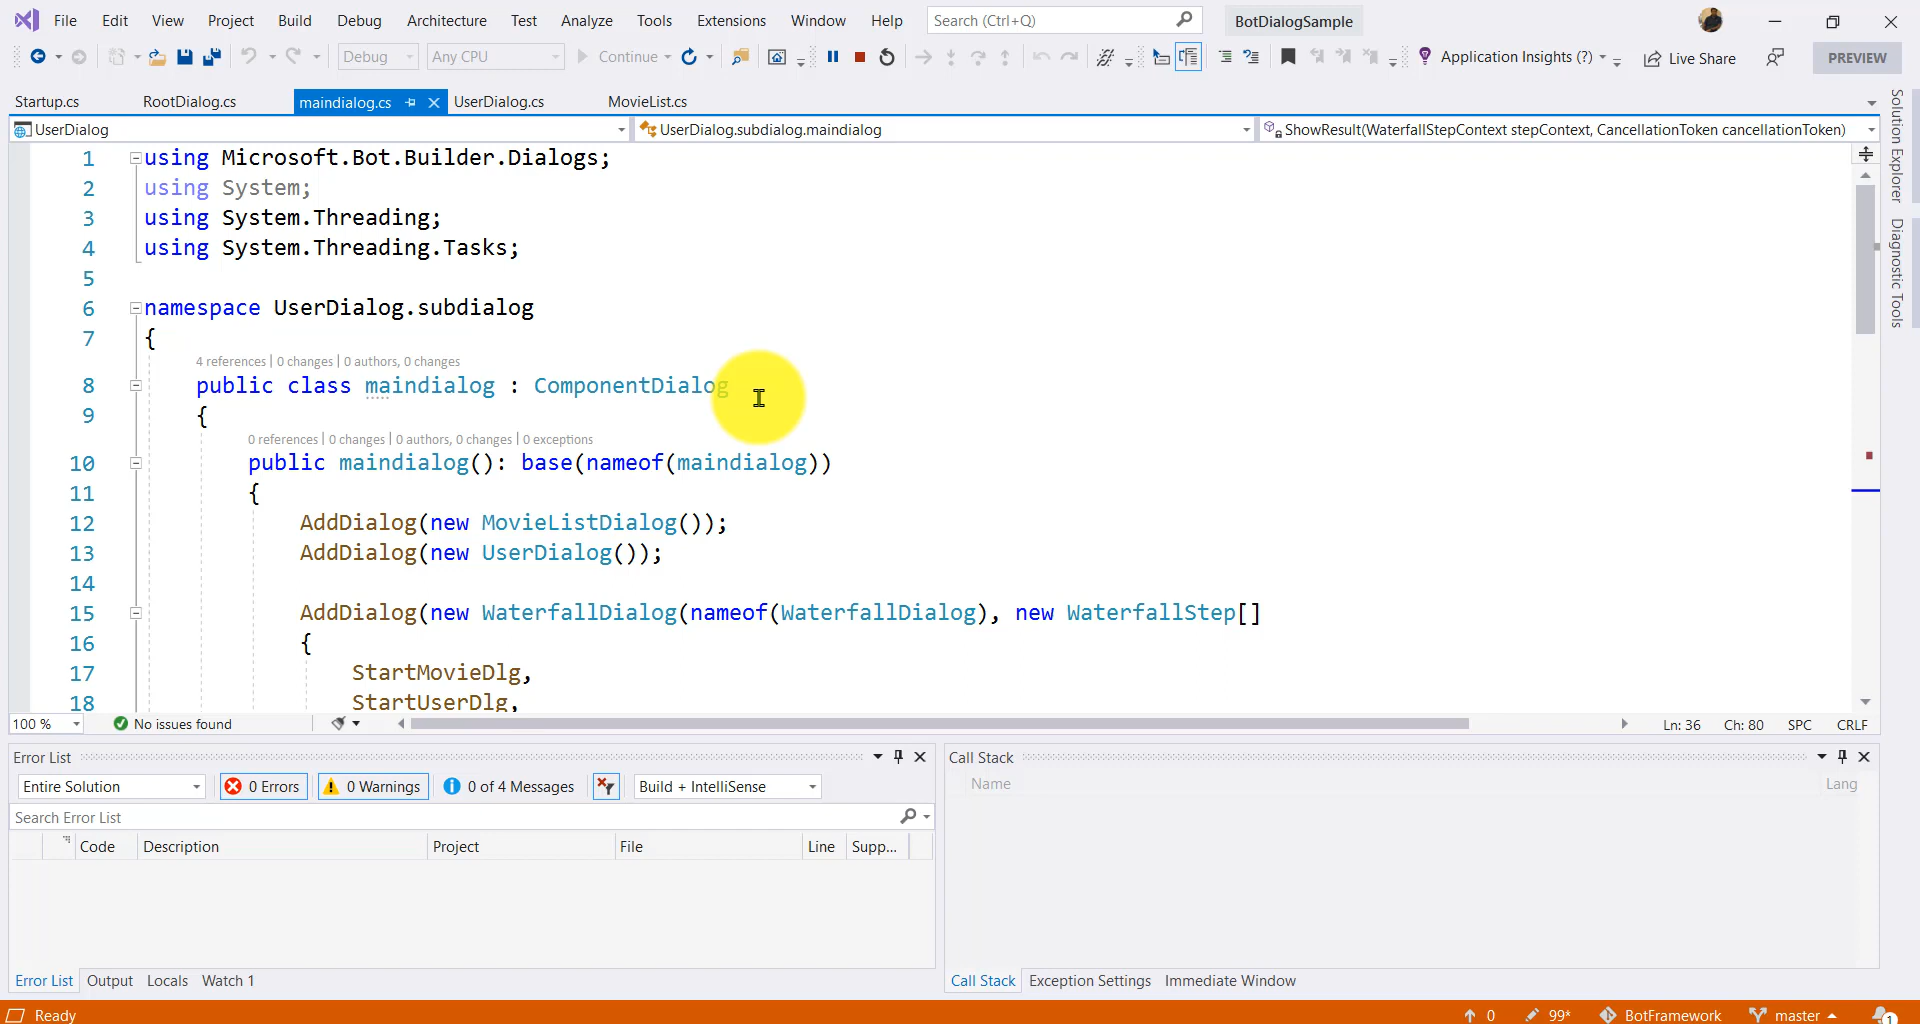 File Edit View Project Build Debug Architecture Test Analyze Tools Extensions Window Help Search (Ctrl+Q) BotDialogSample
Debug Any CPU Continue Application Insights (?) Live Share PREVIEW
Startup.cs RootDialog.cs maindialog.cs UserDialog.cs MovieList.cs
UserDialog UserDialog.subdialog.maindialog ShowResult(WaterfallStepContext stepContext, CancellationToken cancellationToken)
Solution Explorer
Diagnostic Tools
1 using Microsoft.Bot.Builder.Dialogs;
2 using System;
3 using System.Threading;
4 using System.Threading.Tasks;
5
6 namespace UserDialog.subdialog
7 {
4 references | 0 changes | 0 authors, 0 changes
8 public class maindialog : ComponentDialog
9 {
0 references | 0 changes | 0 authors, 0 changes | 0 exceptions
10 public maindialog(): base(nameof(maindialog))
11 {
12 AddDialog(new MovieListDialog());
13 AddDialog(new UserDialog());
14
15 AddDialog(new WaterfallDialog(nameof(WaterfallDialog), new WaterfallStep[]
16 {
17 StartMovieDlg,
18 StartUserDlg,
100 % No issues found Ln: 36 Ch: 80 SPC CRLF
Error List
Entire Solution 0 Errors 0 Warnings 0 of 4 Messages Build + IntelliSense
Search Error List
Code Description Project File Line Supp...
Error List Output Locals Watch 1
Call Stack
Name Lang
Call Stack Exception Settings Immediate Window
Ready 0 99* BotFramework master 1